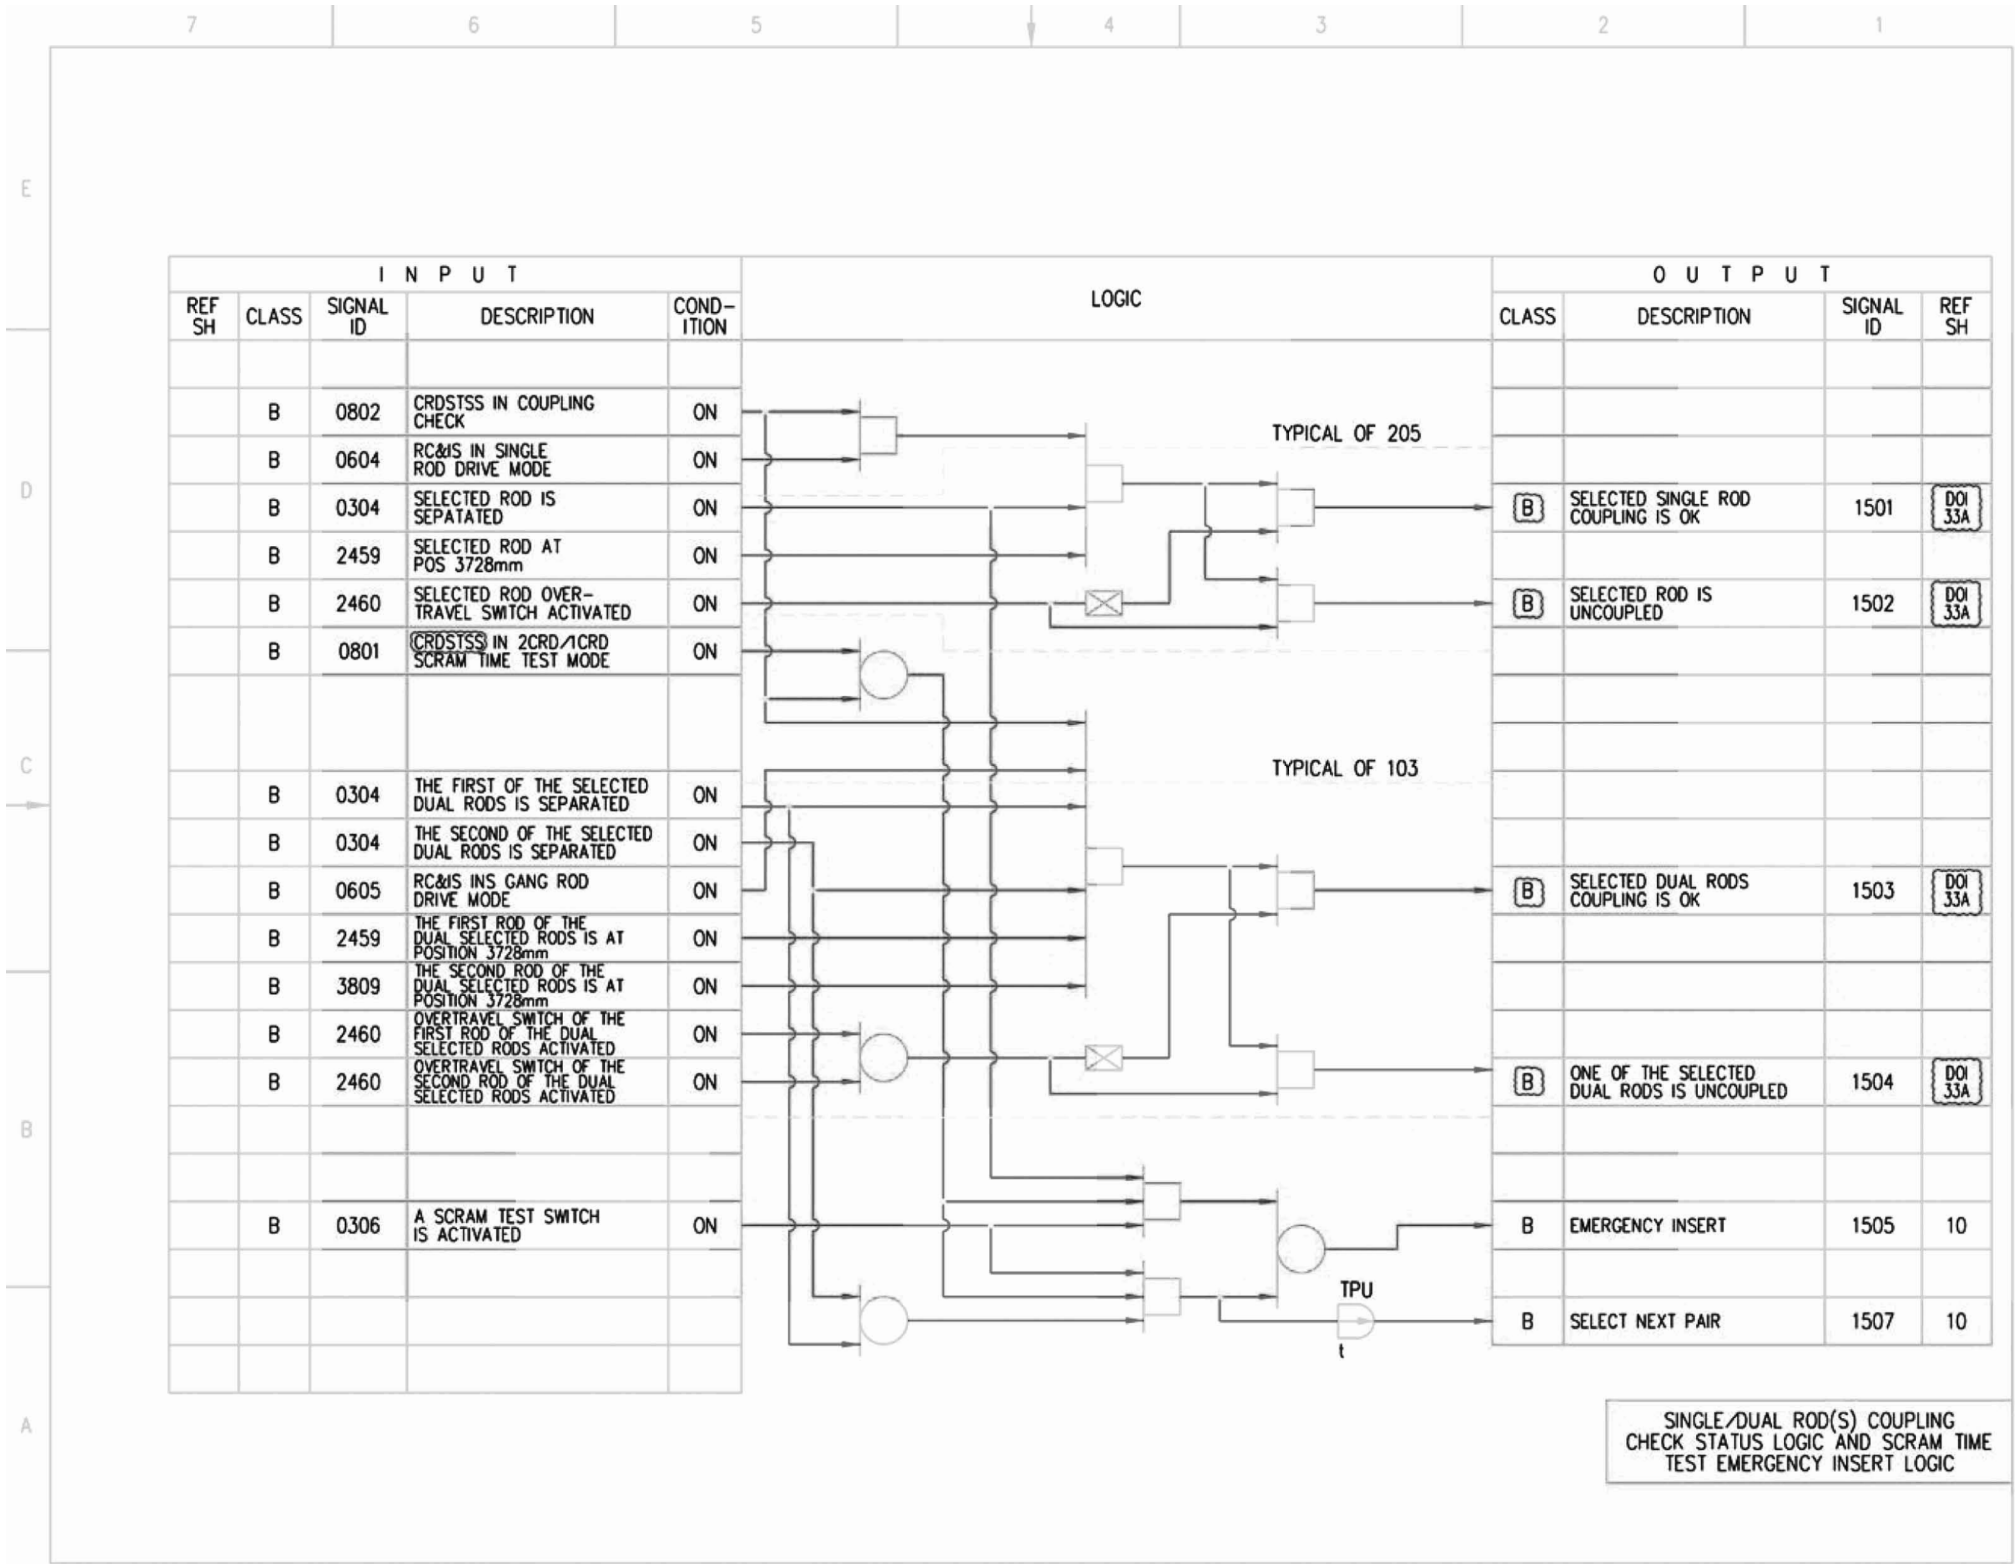 7 6 5 4 3 2 1
E
D
C
B
A
I N P U T
LOGIC
O U T P U T
REF
SH
CLASS
SIGNAL
ID
DESCRIPTION
COND-
ITION
CLASS
DESCRIPTION
SIGNAL
ID
REF
SH
B 0802 CRDSTSS IN COUPLING
CHECK ON
B 0604 RC&IS IN SINGLE
ROD DRIVE MODE ON
B 0304 SELECTED ROD IS
SEPATATED ON
B 2459 SELECTED ROD AT
POS 3728mm ON
B 2460 SELECTED ROD OVER-
TRAVEL SWITCH ACTIVATED ON
B 0801 CRDSTSS IN 2CRD/1CRD
SCRAM TIME TEST MODE ON
B 0304 THE FIRST OF THE SELECTED
DUAL RODS IS SEPARATED ON
B 0304 THE SECOND OF THE SELECTED
DUAL RODS IS SEPARATED ON
B 0605 RC&IS INS GANG ROD
DRIVE MODE ON
B 2459 THE FIRST ROD OF THE
DUAL SELECTED RODS IS AT
POSITION 3728mm ON
B 3809 THE SECOND ROD OF THE
DUAL SELECTED RODS IS AT
POSITION 3728mm ON
B 2460 OVERTRAVEL SWITCH OF THE
FIRST ROD OF THE DUAL
SELECTED RODS ACTIVATED ON
B 2460 OVERTRAVEL SWITCH OF THE
SECOND ROD OF THE DUAL
SELECTED RODS ACTIVATED ON
B 0306 A SCRAM TEST SWITCH
IS ACTIVATED ON
TYPICAL OF 205
TYPICAL OF 103
TPU
t
B SELECTED SINGLE ROD
COUPLING IS OK 1501 DOI
33A
B SELECTED ROD IS
UNCOUPLED 1502 DOI
33A
B SELECTED DUAL RODS
COUPLING IS OK 1503 DOI
33A
B ONE OF THE SELECTED
DUAL RODS IS UNCOUPLED 1504 DOI
33A
B EMERGENCY INSERT 1505 10
B SELECT NEXT PAIR 1507 10
SINGLE/DUAL ROD(S) COUPLING
CHECK STATUS LOGIC AND SCRAM TIME
TEST EMERGENCY INSERT LOGIC